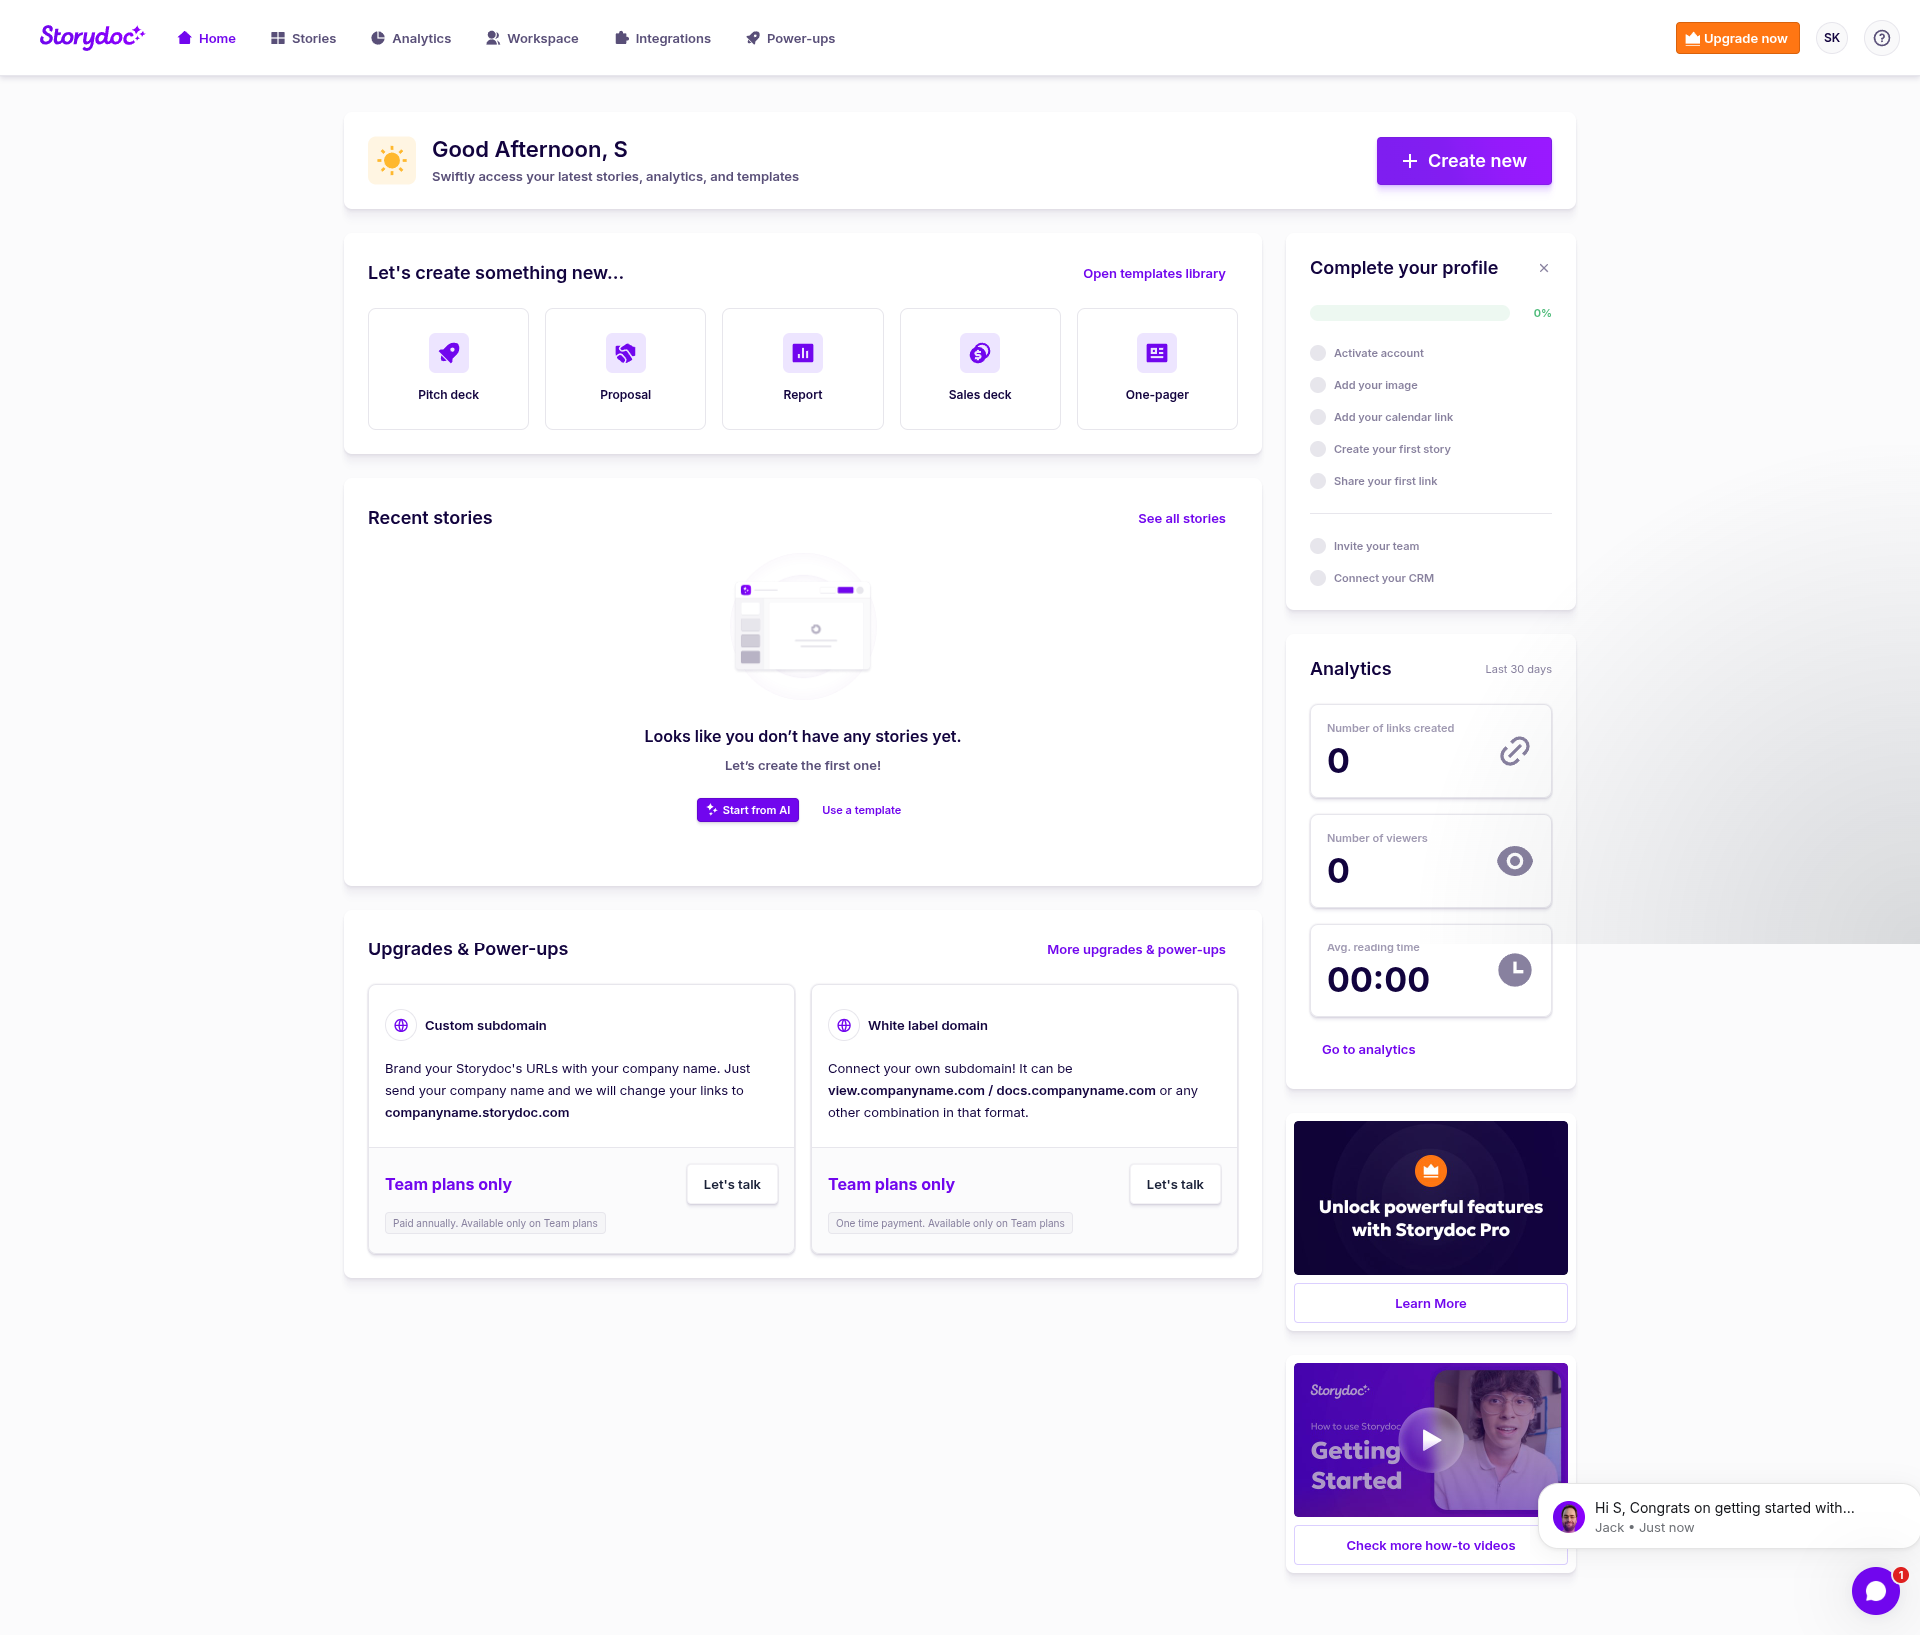 Storydoc
Home
Stories
Analytics
Workspace
Integrations
Power-ups
Upgrade now
SK
Good Afternoon, S
Swiftly access your latest stories, analytics, and templates
Create new
Let's create something new...
Open templates library
Pitch deck
Proposal
Report
Sales deck
One-pager
Recent stories
See all stories
Looks like you don’t have any stories yet.
Let’s create the first one!
Start from AI
Use a template
Upgrades & Power-ups
More upgrades & power-ups
Custom subdomain
Brand your Storydoc's URLs with your company name. Just
send your company name and we will change your links to
companyname.storydoc.com
Team plans only
Let's talk
Paid annually. Available only on Team plans
White label domain
Connect your own subdomain! It can be
view.companyname.com / docs.companyname.com or any
other combination in that format.
Team plans only
Let's talk
One time payment. Available only on Team plans
Complete your profile
0%
Activate account
Add your image
Add your calendar link
Create your first story
Share your first link
Invite your team
Connect your CRM
Analytics
Last 30 days
Number of links created
0
Number of viewers
0
Avg. reading time
00:00
Go to analytics
Unlock powerful features
with Storydoc Pro
Learn More
Storydoc
How to use Storydoc
Getting
Started
Check more how-to videos
Hi S, Congrats on getting started with...
Jack • Just now
1